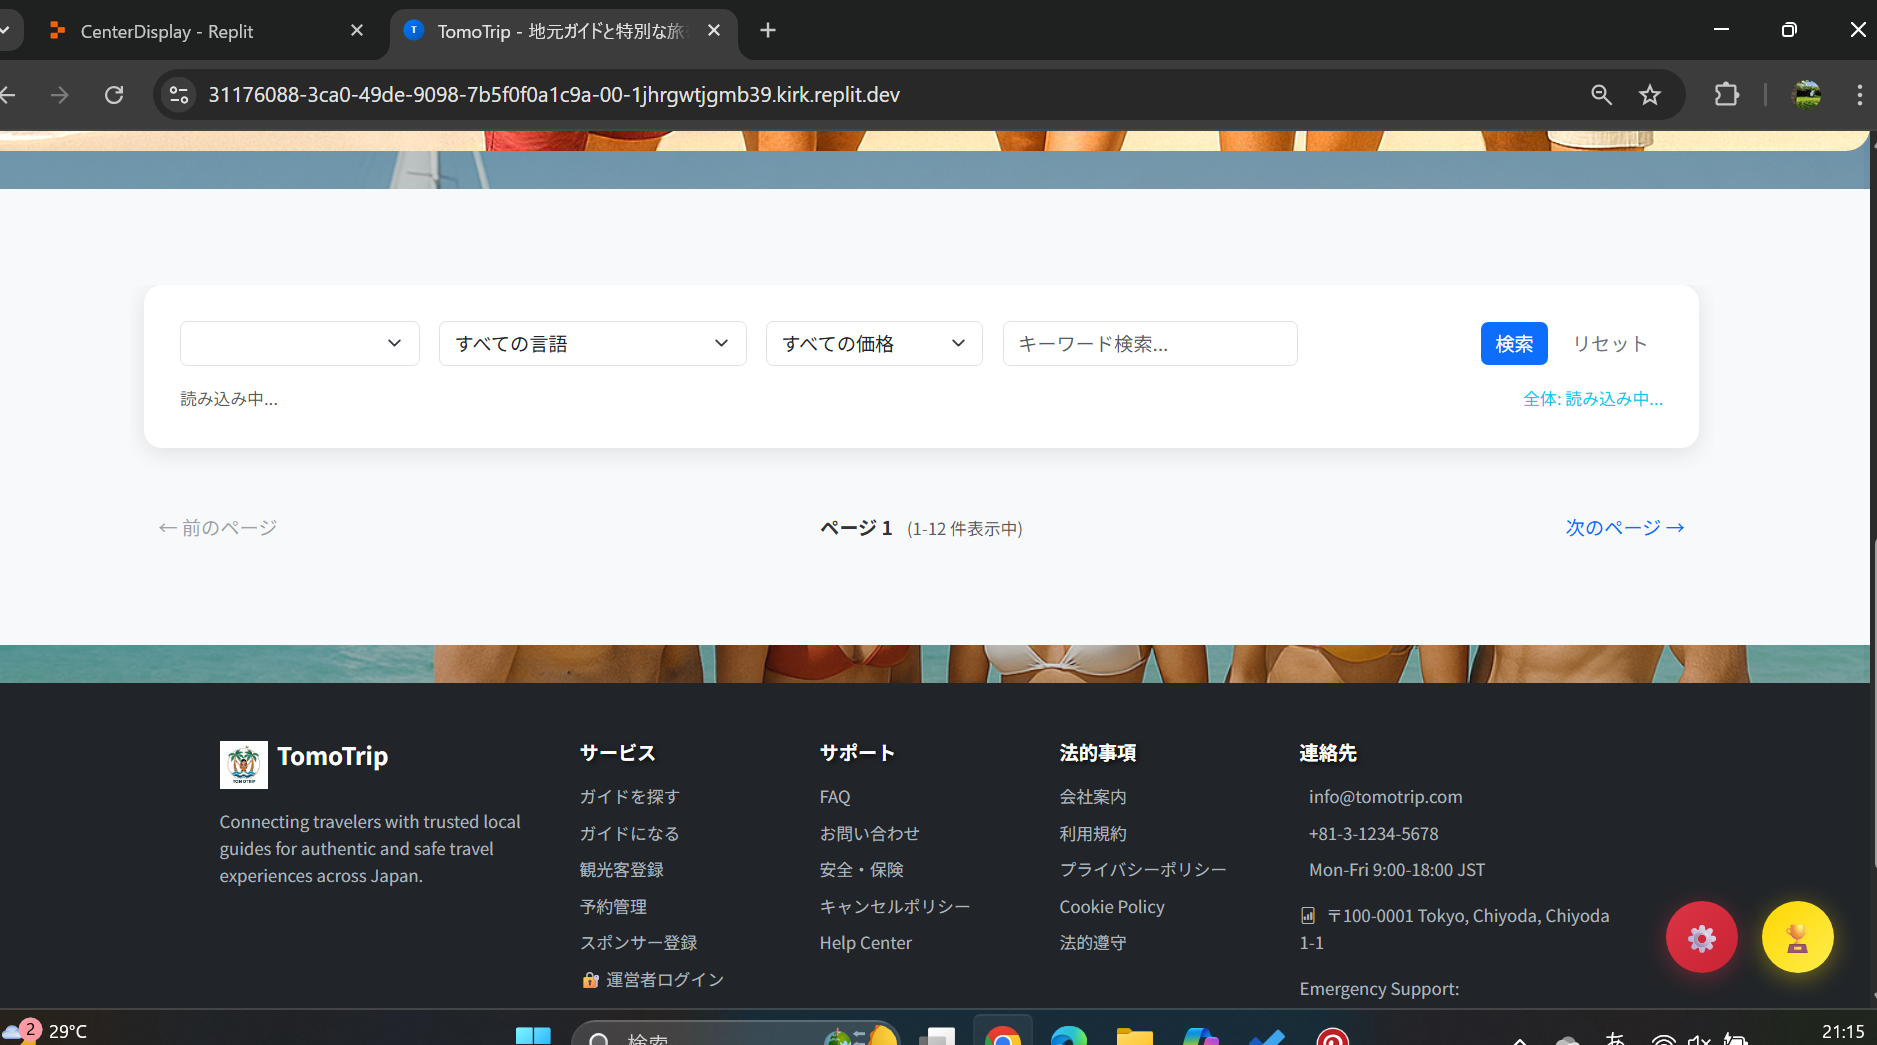 CenterDisplay - Replit
TomoTrip - 地元ガイドと特別な旅
31176088-3ca0-49de-9098-7b5f0f0a1c9a-00-1jhrgwtjgmb39.kirk.replit.dev
すべての言語
すべての価格
キーワード検索...
検索
リセット
読み込み中...
全体: 読み込み中...
← 前のページ
ページ 1 (1-12 件表示中)
次のページ →
TomoTrip
Connecting travelers with trusted local
guides for authentic and safe travel
experiences across Japan.
サービス
ガイドを探す
ガイドになる
観光客登録
予約管理
スポンサー登録
運営者ログイン
サポート
FAQ
お問い合わせ
安全・保険
キャンセルポリシー
Help Center
法的事項
会社案内
利用規約
プライバシーポリシー
Cookie Policy
法的遵守
連絡先
info@tomotrip.com
+81-3-1234-5678
Mon-Fri 9:00-18:00 JST
〒100-0001 Tokyo, Chiyoda, Chiyoda
1-1
Emergency Support:
2
29°C
検索
あ
21:15